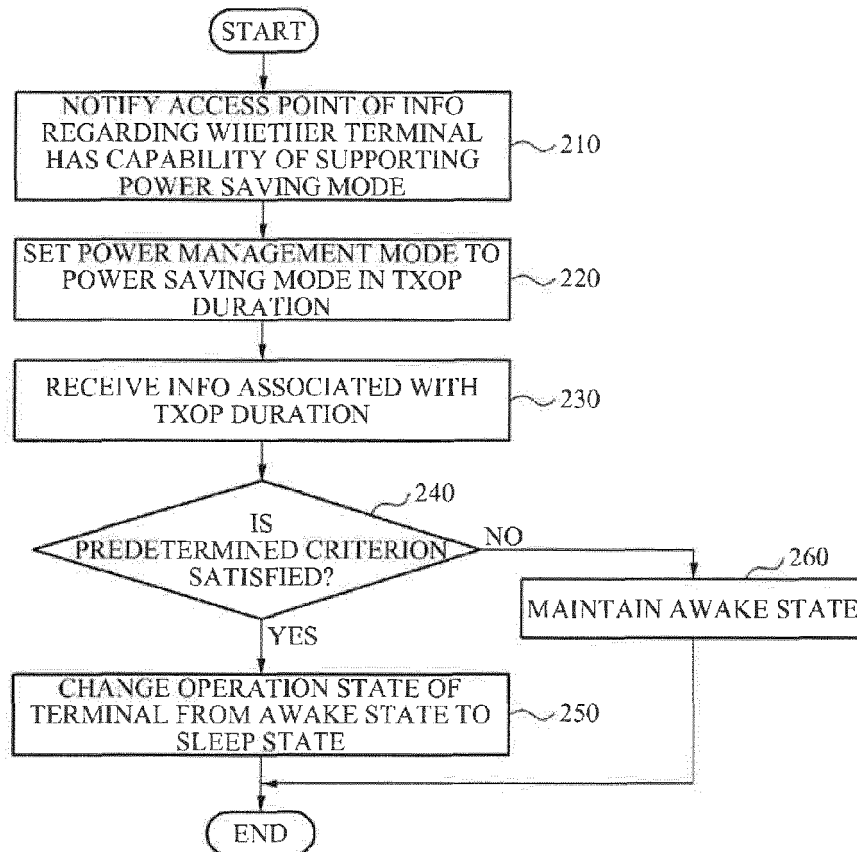 START
NOTIFY ACCESS POINT OF INFO
REGARDING WHETHER TERMINAL
HAS CAPABILITY OF SUPPORTING
POWER SAVING MODE
210
SET POWER MANAGEMENT MODE TO
POWER SAVING MODE IN TXOP
DURATION
220
RECEIVE INFO ASSOCIATED WITH
TXOP DURATION
230
240
IS
PREDETERMINED CRITERION
SATISFIED?
NO
260
MAINTAIN AWAKE STATE
YES
CHANGE OPERATION STATE OF
TERMINAL FROM AWAKE STATE TO
SLEEP STATE
250
END